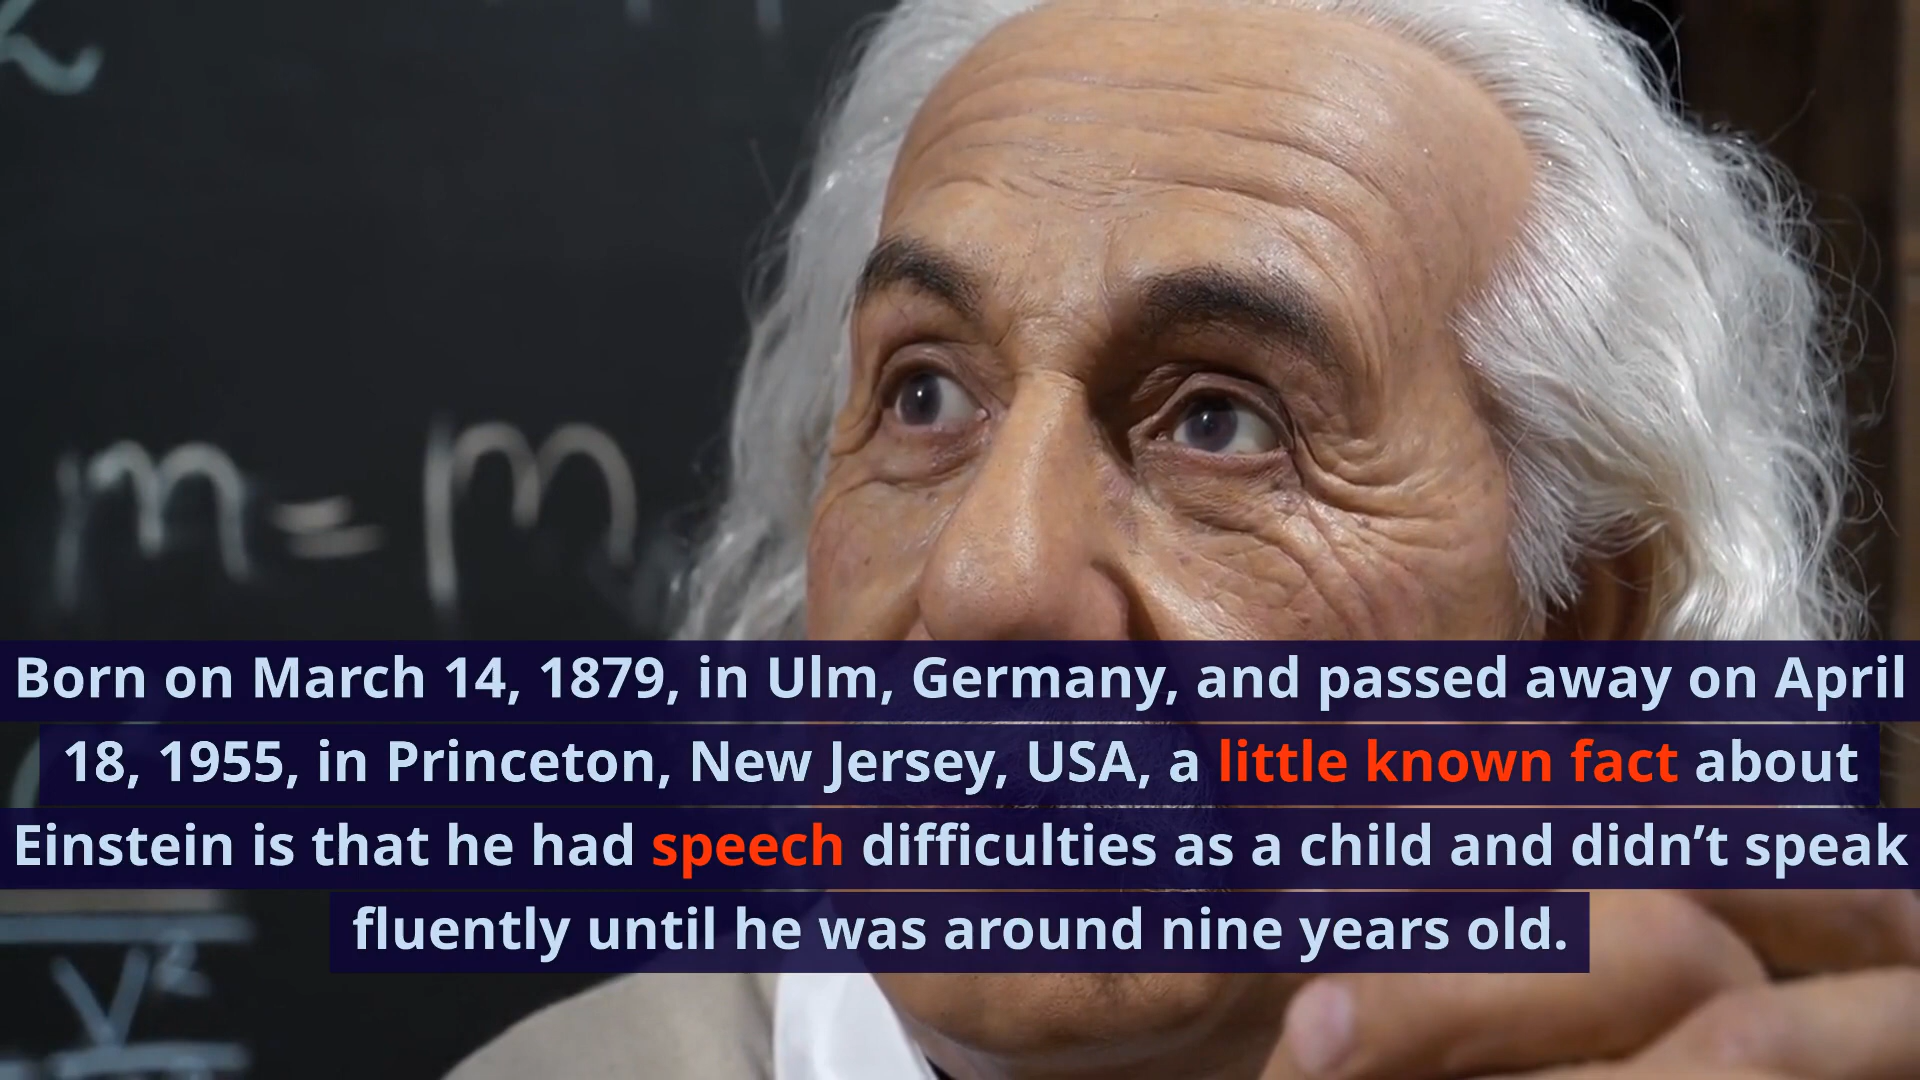 m = m
Born on March 14, 1879, in Ulm, Germany, and passed away on April
18, 1955, in Princeton, New Jersey, USA, a little known fact about
Einstein is that he had speech difficulties as a child and didn’t speak
fluently until he was around nine years old.
v²